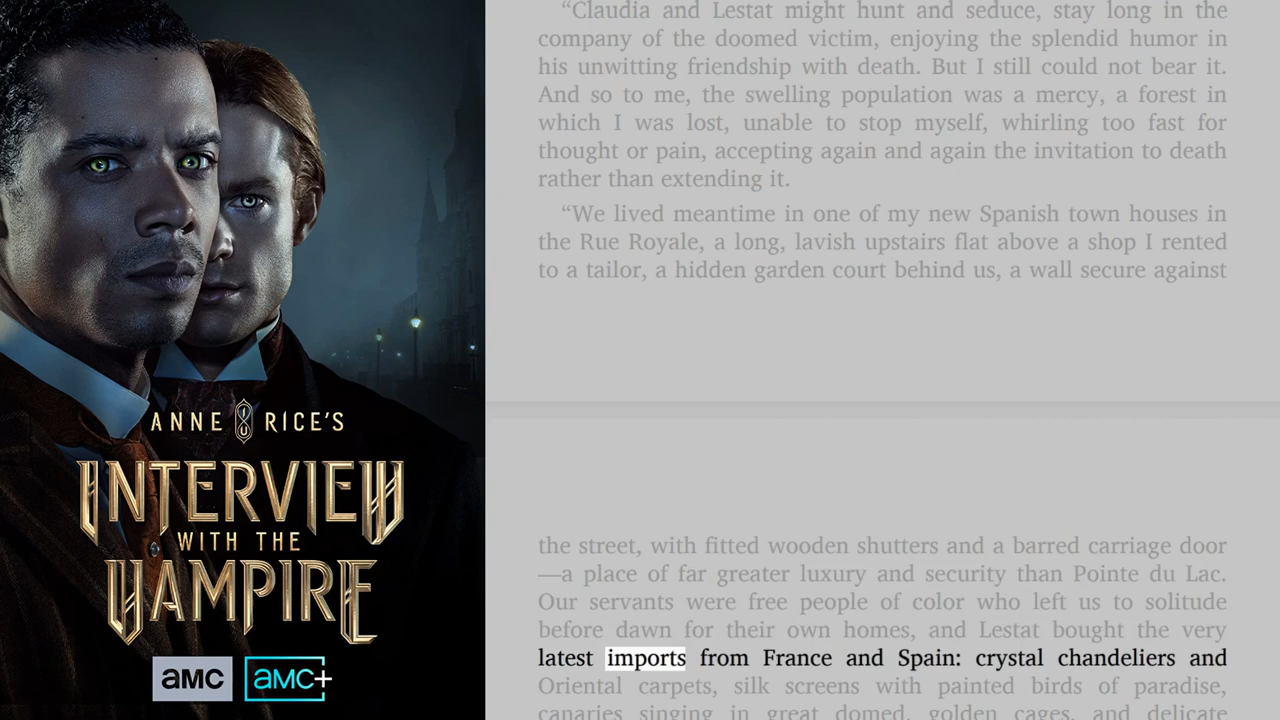 ANNE RICE'S
INTERVIEW
WITH THE
VAMPIRE
amc
amc+
“Claudia and Lestat might hunt and seduce, stay long in the
company of the doomed victim, enjoying the splendid humor in
his unwitting friendship with death. But I still could not bear it.
And so to me, the swelling population was a mercy, a forest in
which I was lost, unable to stop myself, whirling too fast for
thought or pain, accepting again and again the invitation to death
rather than extending it.
“We lived meantime in one of my new Spanish town houses in
the Rue Royale, a long, lavish upstairs flat above a shop I rented
to a tailor, a hidden garden court behind us, a wall secure against
the street, with fitted wooden shutters and a barred carriage door
—a place of far greater luxury and security than Pointe du Lac.
Our servants were free people of color who left us to solitude
before dawn for their own homes, and Lestat bought the very
latest imports from France and Spain: crystal chandeliers and
Oriental carpets, silk screens with painted birds of paradise,
canaries singing in great domed, golden cages, and delicate